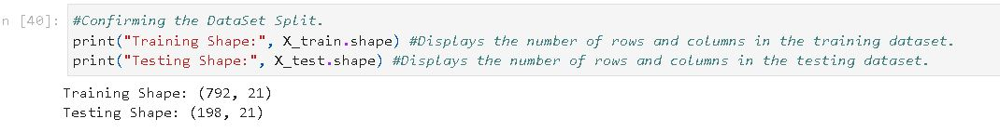 n [40]: #Confirming the DataSet Split.
print("Training Shape:", X_train.shape) #Displays the number of rows and columns in the training dataset.
print("Testing Shape:", X_test.shape) #Displays the number of rows and columns in the testing dataset.
Training Shape: (792, 21)
Testing Shape: (198, 21)